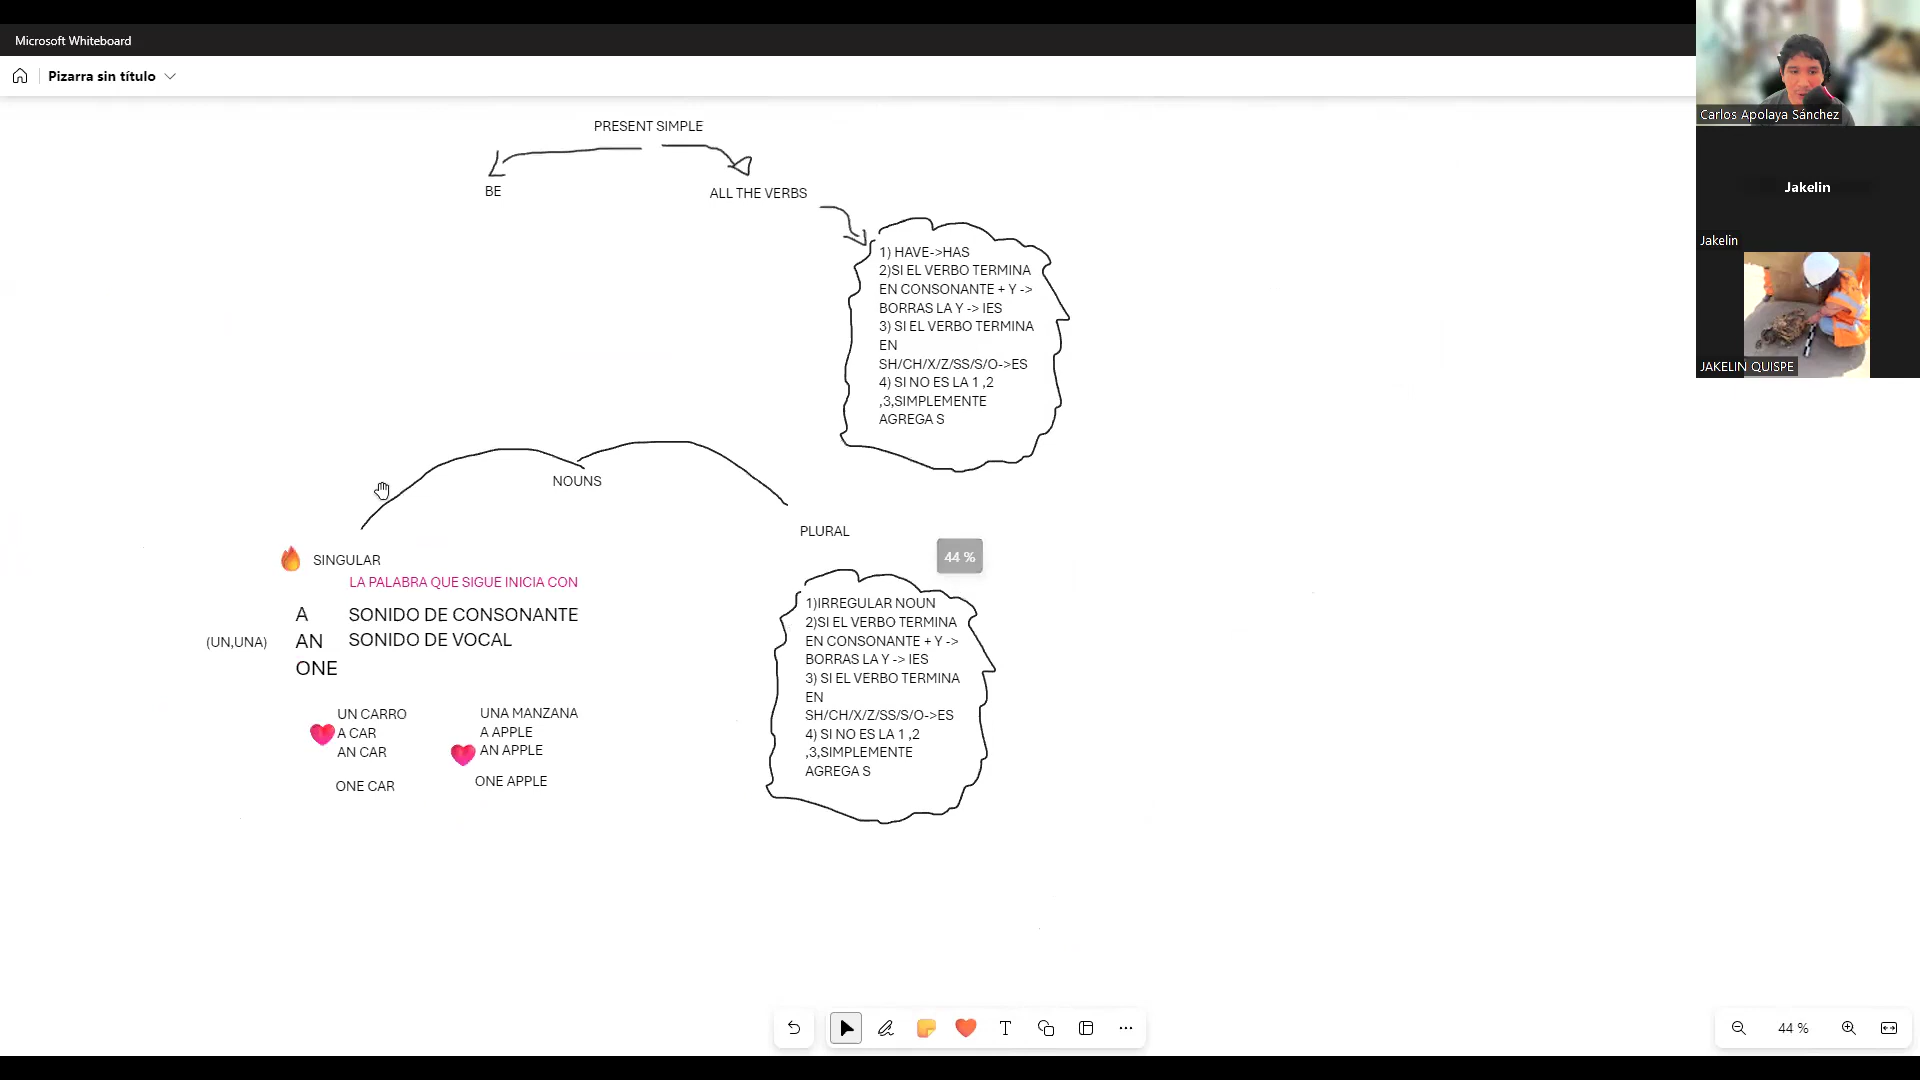 Microsoft Whiteboard
Pizarra sin título
Carlos Apolaya Sánchez
Jakelin
Jakelin
JAKELIN QUISPE
PRESENT SIMPLE
BE
ALL THE VERBS
1) HAVE->HAS
2)SI EL VERBO TERMINA
EN CONSONANTE + Y ->
BORRAS LA Y -> IES
3) SI EL VERBO TERMINA
EN
SH/CH/X/Z/SS/S/O->ES
4) SI NO ES LA 1 ,2
,3,SIMPLEMENTE
AGREGA S
NOUNS
SINGULAR
LA PALABRA QUE SIGUE INICIA CON
A SONIDO DE CONSONANTE
(UN,UNA) AN SONIDO DE VOCAL
ONE
UN CARRO
A CAR
AN CAR
ONE CAR
UNA MANZANA
A APPLE
AN APPLE
ONE APPLE
PLURAL
44 %
1)IRREGULAR NOUN
2)SI EL VERBO TERMINA
EN CONSONANTE + Y ->
BORRAS LA Y -> IES
3) SI EL VERBO TERMINA
EN
SH/CH/X/Z/SS/S/O->ES
4) SI NO ES LA 1 ,2
,3,SIMPLEMENTE
AGREGA S
44 %